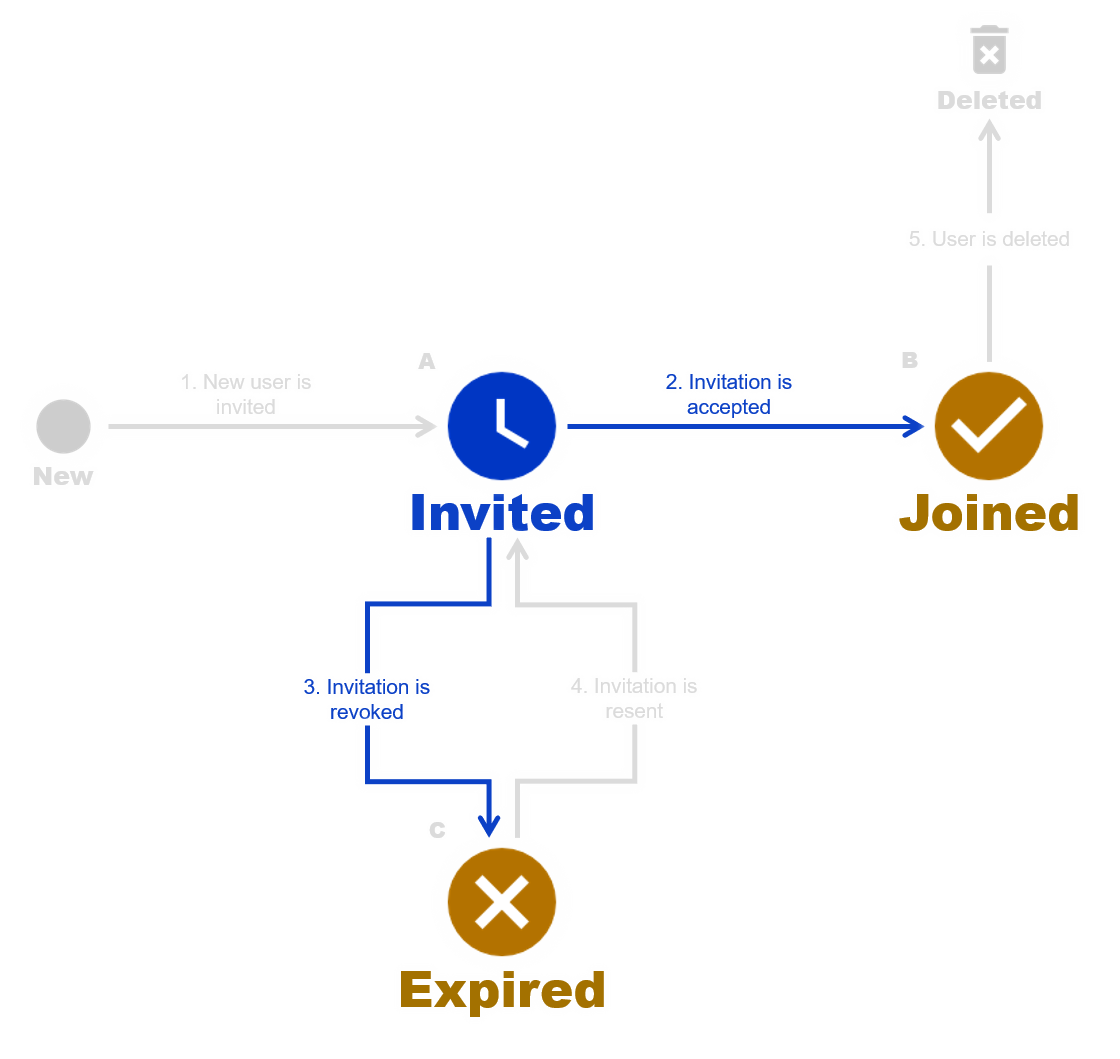 Deleted
5. User is deleted
A
B
1. New user is
invited
2. Invitation is
accepted
New
Invited
Joined
3. Invitation is
revoked
4. Invitation is
resent
C
Expired